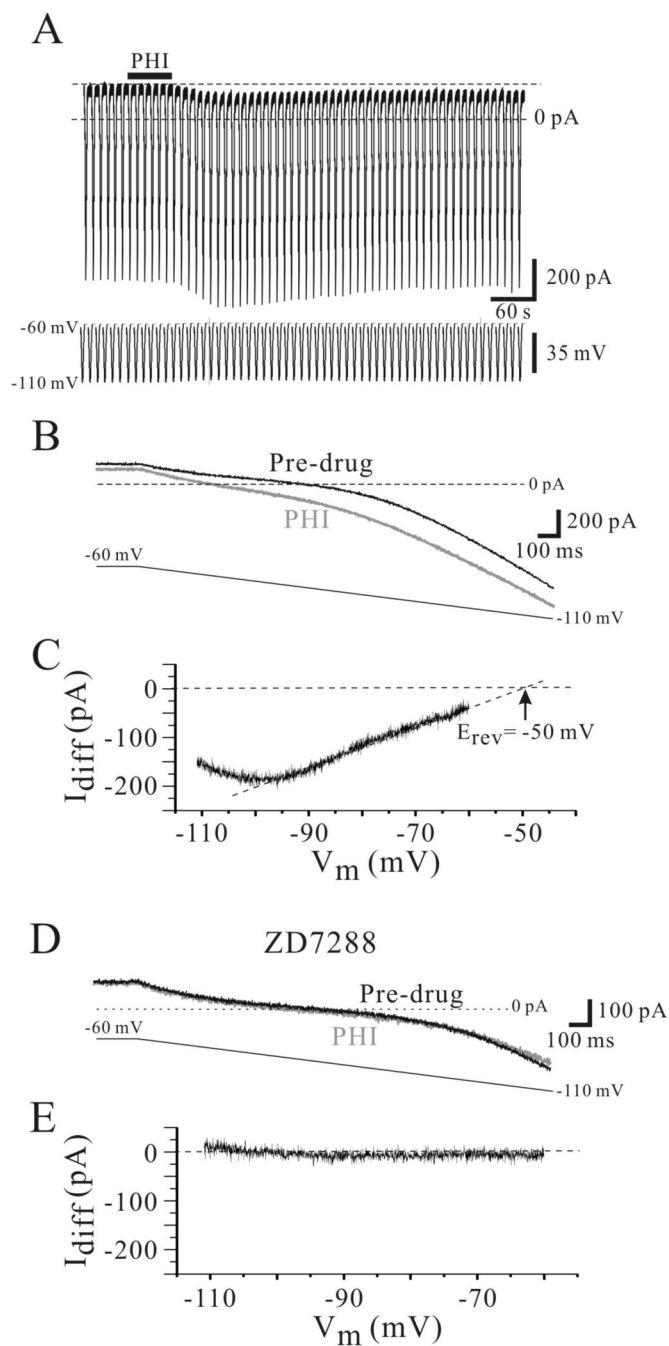 A
PHI
0 pA
200 pA
60 s
-60 mV
35 mV
-110 mV
B
Pre-drug
0 pA
PHI
200 pA
100 ms
-60 mV
-110 mV
C
0
-100
-200
Idiff (pA)
Erev= -50 mV
-110 -90 -70 -50
Vm (mV)
D
ZD7288
Pre-drug
0 pA
100 pA
-60 mV
PHI
100 ms
-110 mV
E
0
-100
-200
Idiff (pA)
-110 -90 -70
Vm (mV)